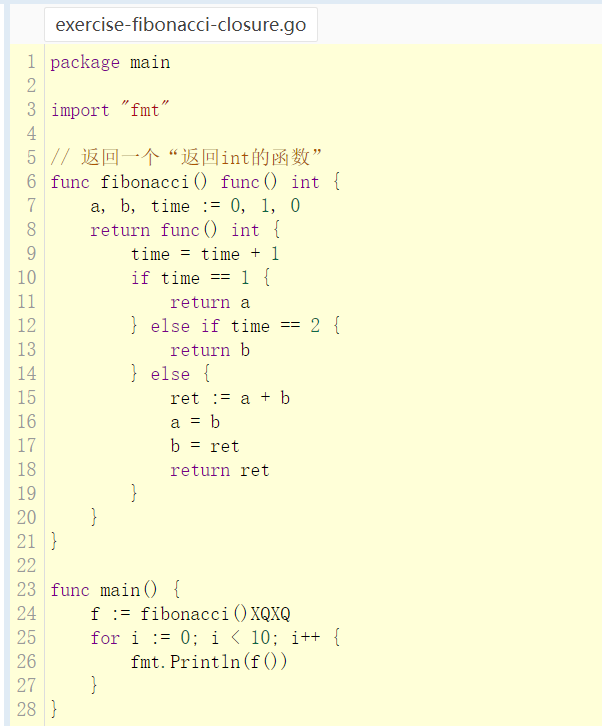 exercise-fibonacci-closure.go
1 package main
2
3 import "fmt"
4
5 // 返回一个“返回int的函数”
6 func fibonacci() func() int {
7     a, b, time := 0, 1, 0
8     return func() int {
9         time = time + 1
10         if time == 1 {
11             return a
12         } else if time == 2 {
13             return b
14         } else {
15             ret := a + b
16             a = b
17             b = ret
18             return ret
19         }
20     }
21 }
22
23 func main() {
24     f := fibonacci()XQXQ
25     for i := 0; i < 10; i++ {
26         fmt.Println(f())
27     }
28 }